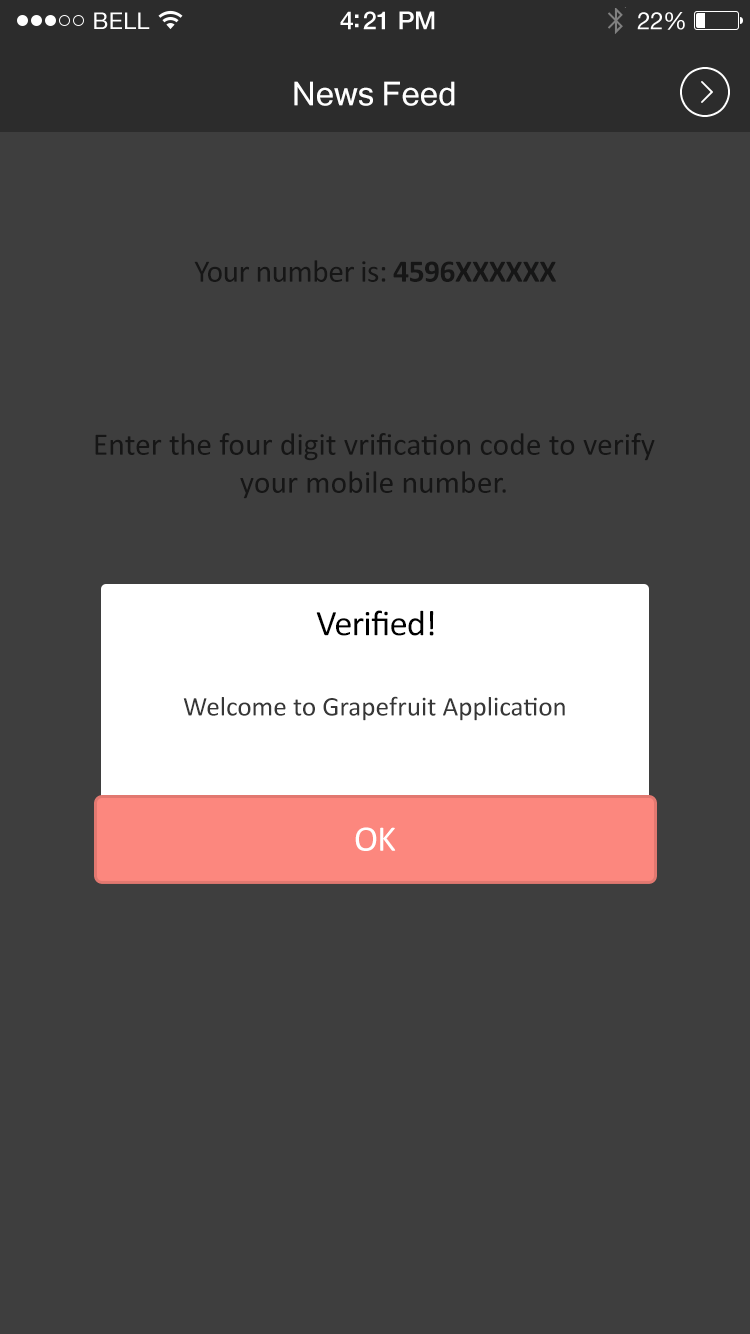 BELL 4:21 PM 22%
News Feed
Your number is: 4596XXXXXX
Enter the four digit vrification code to verify
your mobile number.
Verified!
Welcome to Grapefruit Application
OK